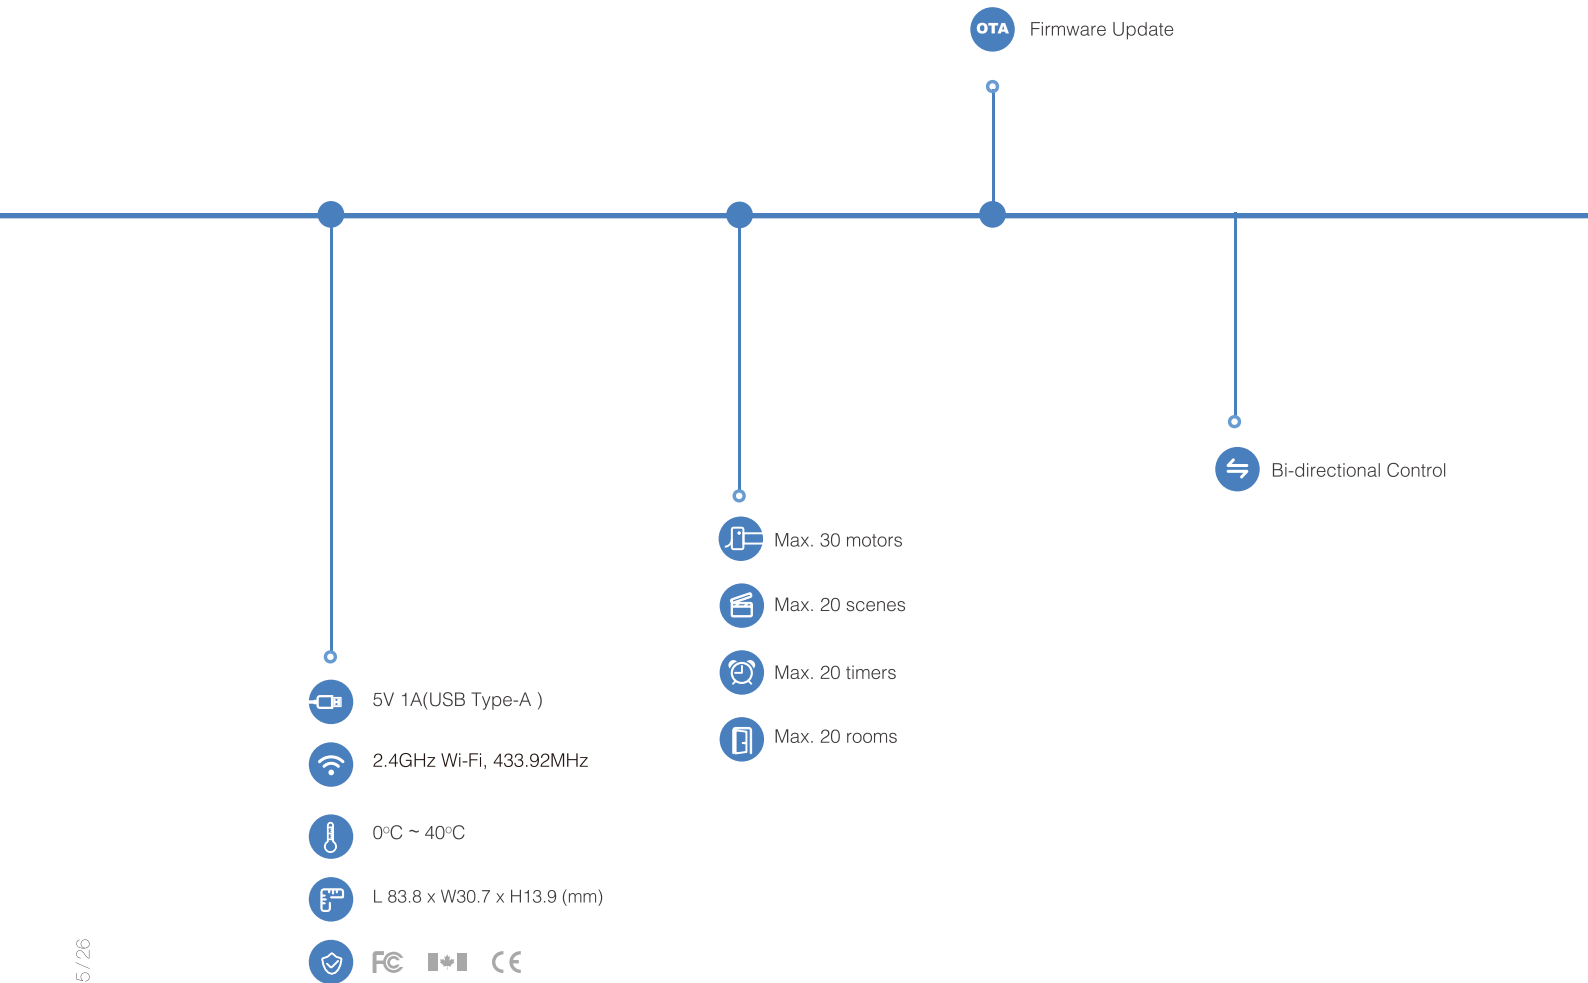 OTA Firmware Update
Bi-directional Control
Max. 30 motors
Max. 20 scenes
Max. 20 timers
Max. 20 rooms
5V 1A(USB Type-A )
2.4GHz Wi-Fi, 433.92MHz
0°C ~ 40°C
L 83.8 x W30.7 x H13.9 (mm)
FC CE
5/26